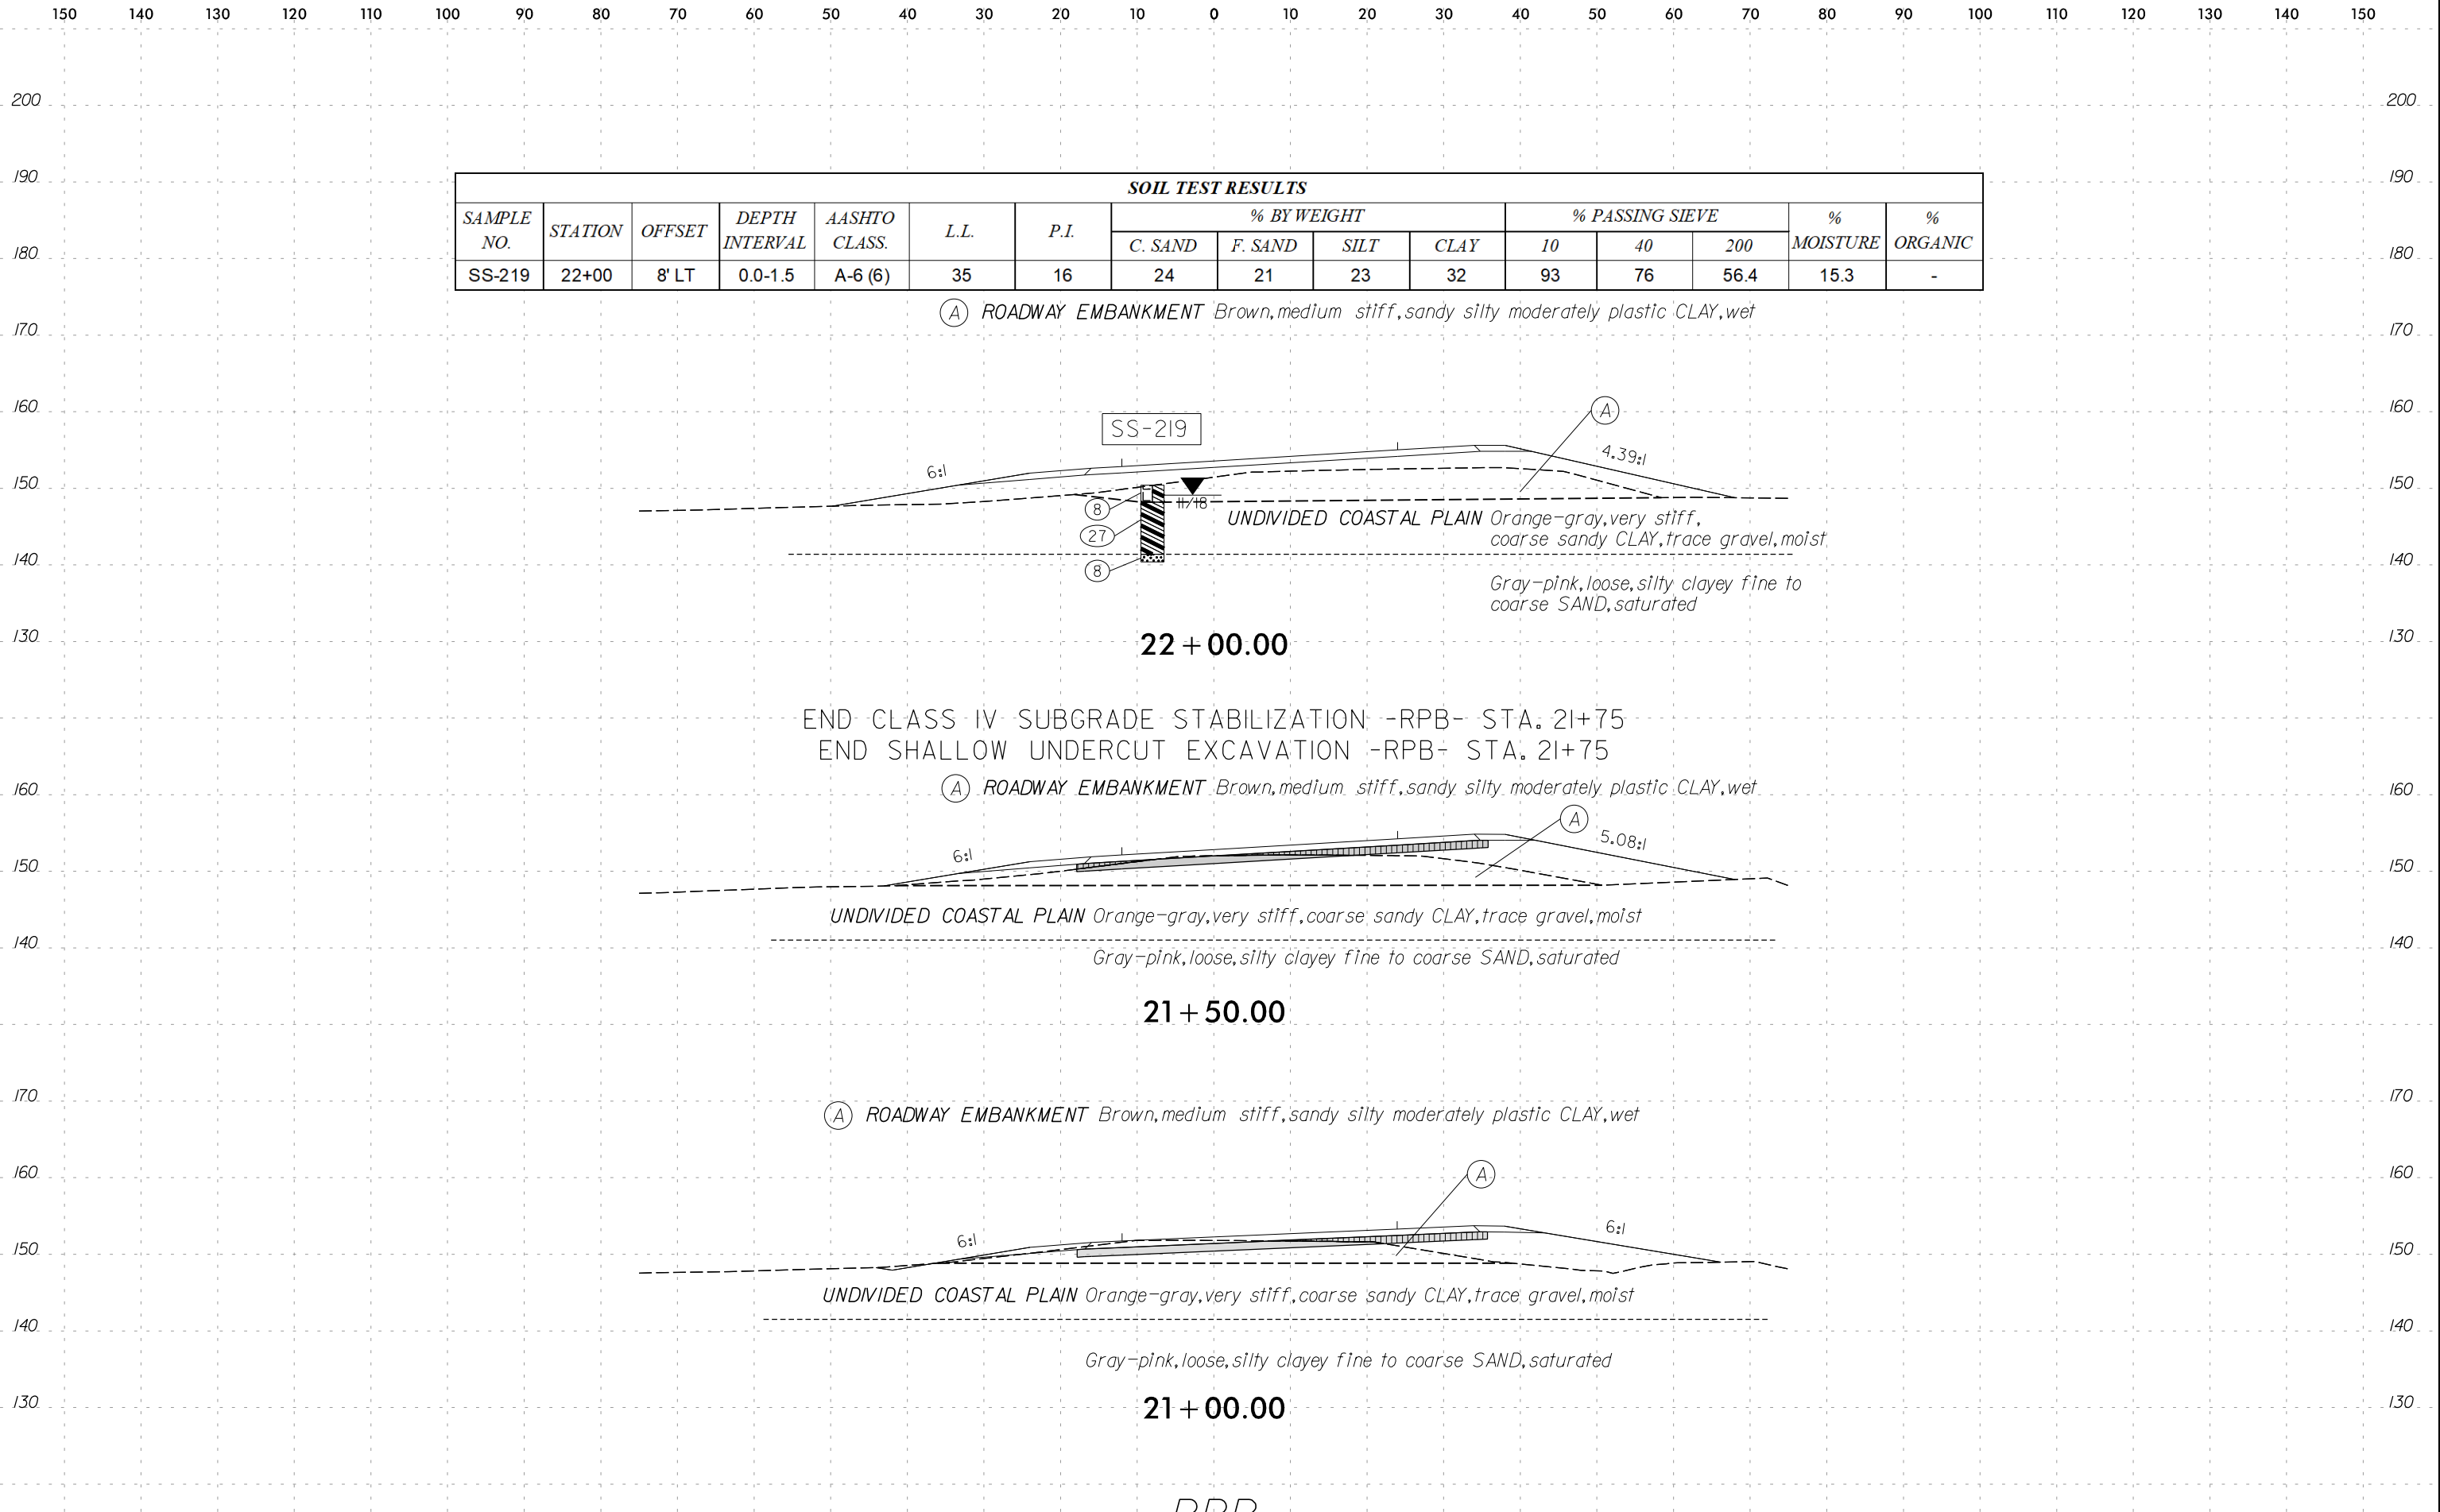 150 140 130 120 110 100 90 80 70 60 50 40 30 20 10 0 10 20 30 40 50 60 70 80 90 100 110 120 130 140 150
200 200
190 190
SOIL TEST RESULTS
SAMPLE NO. STATION OFFSET DEPTH INTERVAL AASHTO CLASS. L.L. P.I. % BY WEIGHT % PASSING SIEVE % MOISTURE % ORGANIC
C. SAND F. SAND SILT CLAY 10 40 200
180 180
SS-219 22+00 8' LT 0.0-1.5 A-6 (6) 35 16 24 21 23 32 93 76 56.4 15.3 -
A ROADWAY EMBANKMENT Brown, medium stiff, sandy silty moderately plastic CLAY, wet
170 170
160 160
A
SS-219
6:1 4.39:1
150 150
11/18
8
UNDIVIDED COASTAL PLAIN Orange-gray, very stiff,
27
coarse sandy CLAY, trace gravel, moist
140 140
8
Gray-pink, loose, silty clayey fine to
coarse SAND, saturated
130 130
22+00.00
END CLASS IV SUBGRADE STABILIZATION -RPB- STA. 21+75
END SHALLOW UNDERCUT EXCAVATION -RPB- STA. 21+75
160 160
A ROADWAY EMBANKMENT Brown, medium stiff, sandy silty moderately plastic CLAY, wet
A
6:1 5.08:1
150 150
UNDIVIDED COASTAL PLAIN Orange-gray, very stiff, coarse sandy CLAY, trace gravel, moist
140 140
Gray-pink, loose, silty clayey fine to coarse SAND, saturated
21+50.00
170 170
A ROADWAY EMBANKMENT Brown, medium stiff, sandy silty moderately plastic CLAY, wet
160 160
A
6:1 6:1
150 150
UNDIVIDED COASTAL PLAIN Orange-gray, very stiff, coarse sandy CLAY, trace gravel, moist
140 140
Gray-pink, loose, silty clayey fine to coarse SAND, saturated
130 130
21+00.00